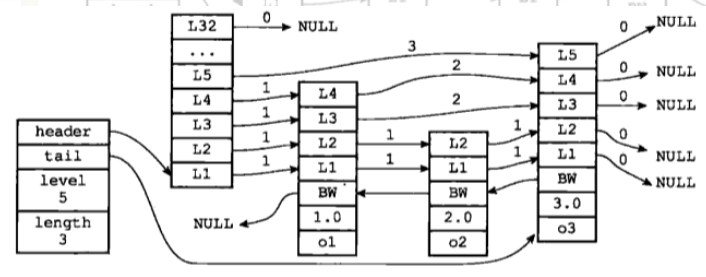 header
tail
level
5
length
3
L32
...
L5
L4
L3
L2
L1
0
NULL
3
1
1
1
1
L4
L3
L2
L1
BW
1.0
o1
NULL
2
2
1
1
L2
L1
BW
2.0
o2
1
1
L5
L4
L3
L2
L1
BW
3.0
o3
0
NULL
0
NULL
0
NULL
0
NULL
0
NULL